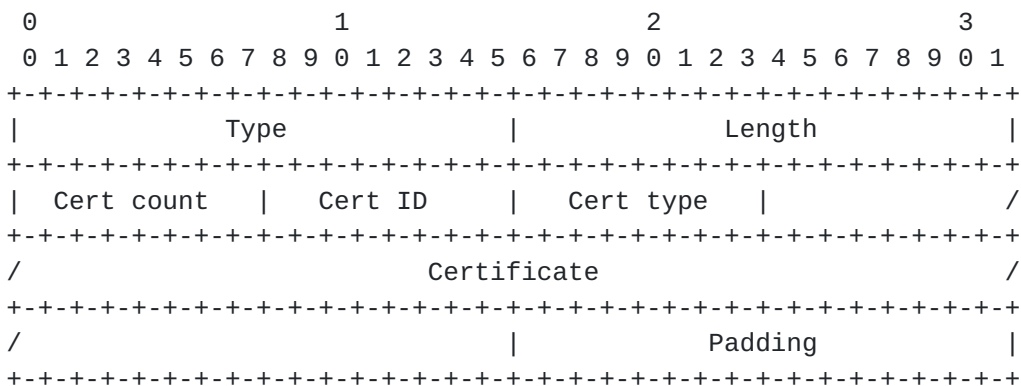 0                   1                   2                   3
 0 1 2 3 4 5 6 7 8 9 0 1 2 3 4 5 6 7 8 9 0 1 2 3 4 5 6 7 8 9 0 1
+-+-+-+-+-+-+-+-+-+-+-+-+-+-+-+-+-+-+-+-+-+-+-+-+-+-+-+-+-+-+-+-+
|             Type              |             Length            |
+-+-+-+-+-+-+-+-+-+-+-+-+-+-+-+-+-+-+-+-+-+-+-+-+-+-+-+-+-+-+-+-+
|  Cert count   |   Cert ID     |   Cert type   |               /
+-+-+-+-+-+-+-+-+-+-+-+-+-+-+-+-+-+-+-+-+-+-+-+-+-+-+-+-+-+-+-+-+
/                          Certificate                          /
+-+-+-+-+-+-+-+-+-+-+-+-+-+-+-+-+-+-+-+-+-+-+-+-+-+-+-+-+-+-+-+-+
/                               |            Padding            |
+-+-+-+-+-+-+-+-+-+-+-+-+-+-+-+-+-+-+-+-+-+-+-+-+-+-+-+-+-+-+-+-+